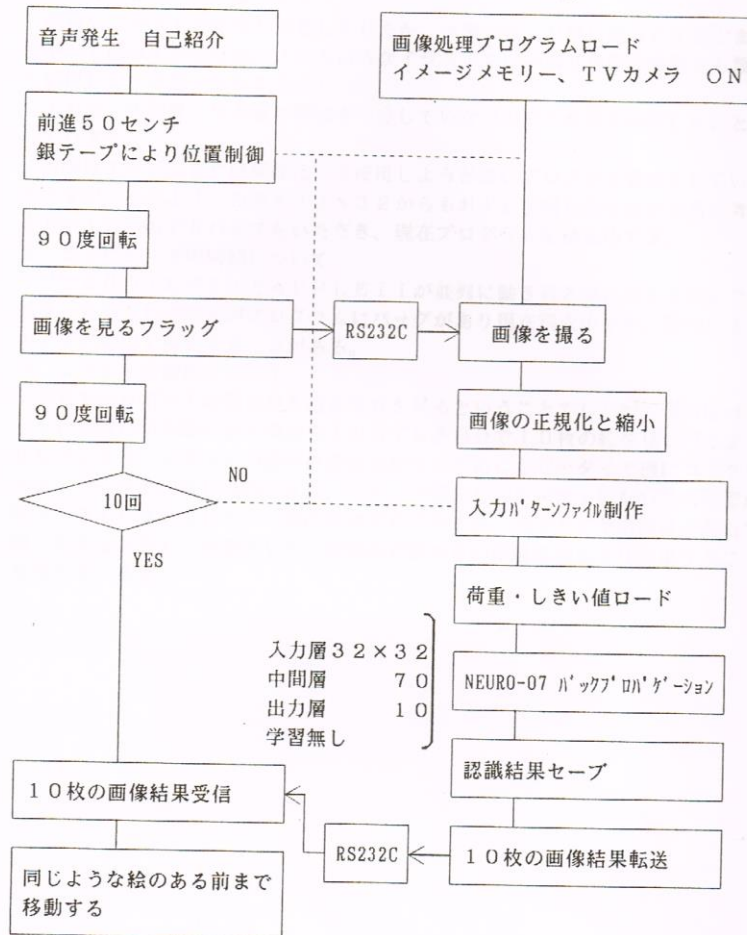 音声発生　自己紹介
前進５０センチ
銀テープにより位置制御
９０度回転
画像を見るフラッグ
RS232C
９０度回転
10回
NO
YES
画像処理プログラムロード
イメージメモリー、ＴＶカメラ　ON
画像を撮る
画像の正規化と縮小
入力ﾊﾟﾀｰﾝﾌｧｲﾙ制作
荷重・しきい値ロード
入力層３２×３２
中間層　　　７０
出力層　　　１０
学習無し
NEURO-07 ﾊﾞｯｸﾌﾟﾛﾊﾟｹﾞｰｼｮﾝ
認識結果セーブ
１０枚の画像結果転送
RS232C
１０枚の画像結果受信
同じような絵のある前まで
移動する